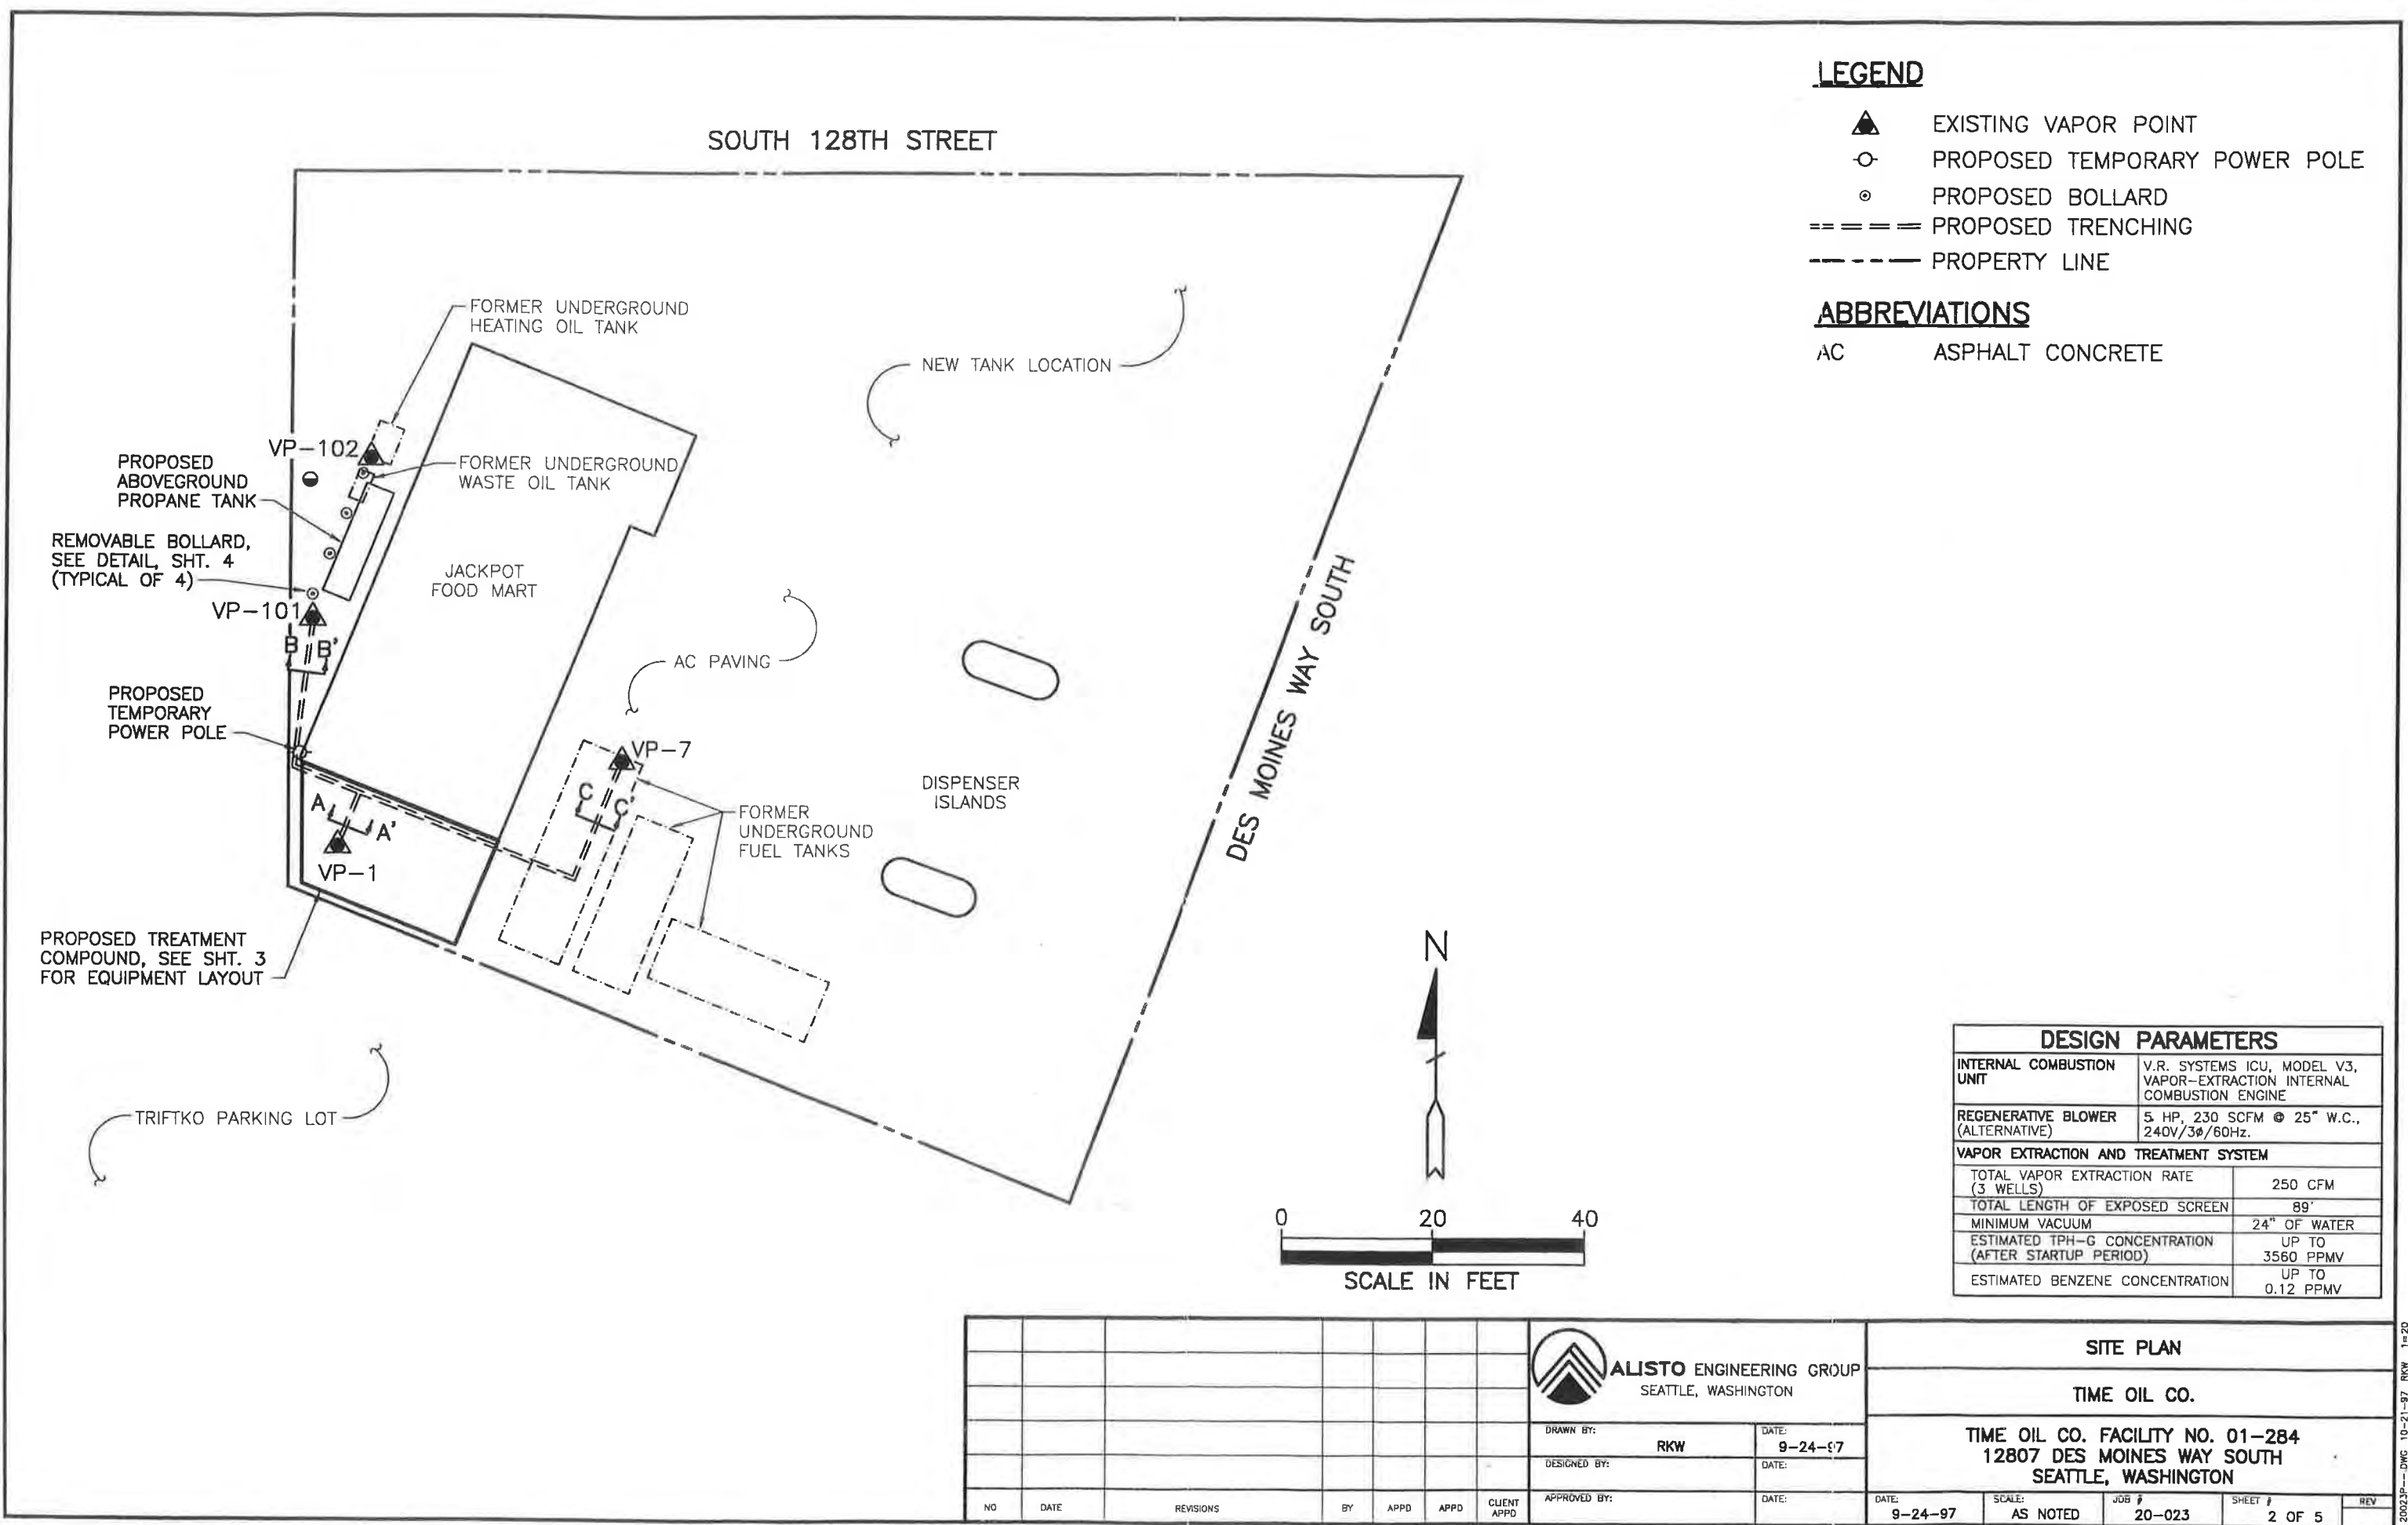 SOUTH 128TH STREET
LEGEND
EXISTING VAPOR POINT
PROPOSED TEMPORARY POWER POLE
PROPOSED BOLLARD
PROPOSED TRENCHING
PROPERTY LINE
ABBREVIATIONS
AC ASPHALT CONCRETE
FORMER UNDERGROUND
HEATING OIL TANK
NEW TANK LOCATION
VP-102
PROPOSED
ABOVEGROUND
PROPANE TANK
FORMER UNDERGROUND
WASTE OIL TANK
REMOVABLE BOLLARD,
SEE DETAIL, SHT. 4
(TYPICAL OF 4)
JACKPOT
FOOD MART
VP-101
B B'
AC PAVING
PROPOSED
TEMPORARY
POWER POLE
VP-7
DISPENSER
ISLANDS
DES MOINES WAY SOUTH
C C'
A A'
FORMER
UNDERGROUND
FUEL TANKS
VP-1
PROPOSED TREATMENT
COMPOUND, SEE SHT. 3
FOR EQUIPMENT LAYOUT
TRIFTKO PARKING LOT
N
0 20 40
SCALE IN FEET
DESIGN PARAMETERS
INTERNAL COMBUSTION
UNIT
V.R. SYSTEMS ICU, MODEL V3,
VAPOR-EXTRACTION INTERNAL
COMBUSTION ENGINE
REGENERATIVE BLOWER
(ALTERNATIVE)
5 HP, 230 SCFM @ 25" W.C.,
240V/3ø/60Hz.
VAPOR EXTRACTION AND TREATMENT SYSTEM
TOTAL VAPOR EXTRACTION RATE
(3 WELLS)
250 CFM
TOTAL LENGTH OF EXPOSED SCREEN 89'
MINIMUM VACUUM 24" OF WATER
ESTIMATED TPH-G CONCENTRATION
(AFTER STARTUP PERIOD)
UP TO
3560 PPMV
ESTIMATED BENZENE CONCENTRATION
UP TO
0.12 PPMV
NO DATE REVISIONS BY APPD APPD CLIENT
APPD
ALISTO ENGINEERING GROUP
SEATTLE, WASHINGTON
DRAWN BY: RKW DATE: 9-24-97
DESIGNED BY: DATE:
APPROVED BY: DATE:
SITE PLAN
TIME OIL CO.
TIME OIL CO. FACILITY NO. 01-284
12807 DES MOINES WAY SOUTH
SEATTLE, WASHINGTON
DATE: 9-24-97 SCALE: AS NOTED JOB # 20-023 SHEET # 2 OF 5 REV
10-21-97 RKW 1=20